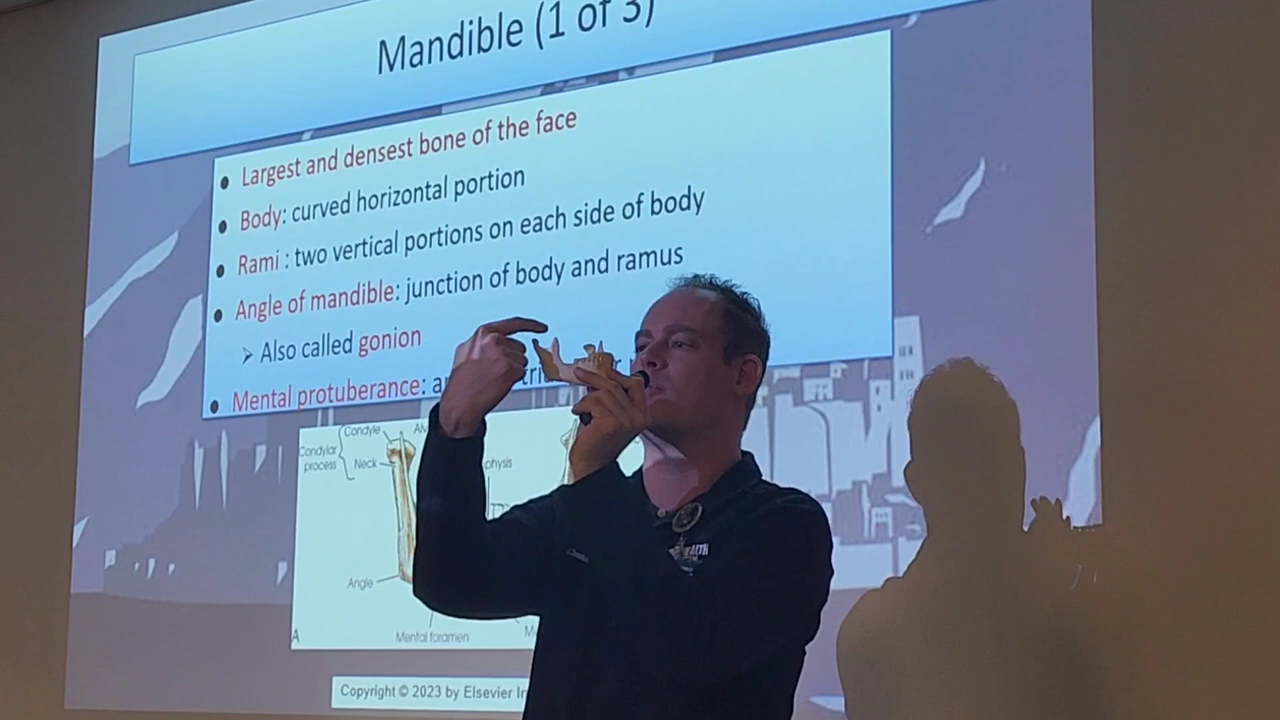 Mandible (1 of 3)
● Largest and densest bone of the face
● Body: curved horizontal portion
● Rami : two vertical portions on each side of body
● Angle of mandible: junction of body and ramus
➢ Also called gonion
● Mental protuberance:
Condyle
Condylar process
Neck
physis
Angle
Mental foramen
A
Copyright © 2023 by Elsevier